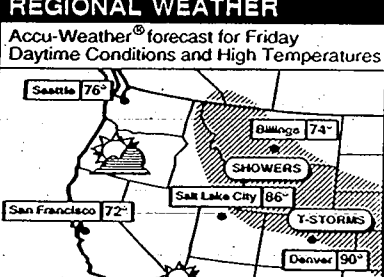 REGIONAL WEATHER
Accu-Weather® forecast for Friday
Daytime Conditions and High Temperatures
Seattle 76°
Billings 74°
SHOWERS
Salt Lake City 86°
San Francisco 72°
T-STORMS
Denver 90°